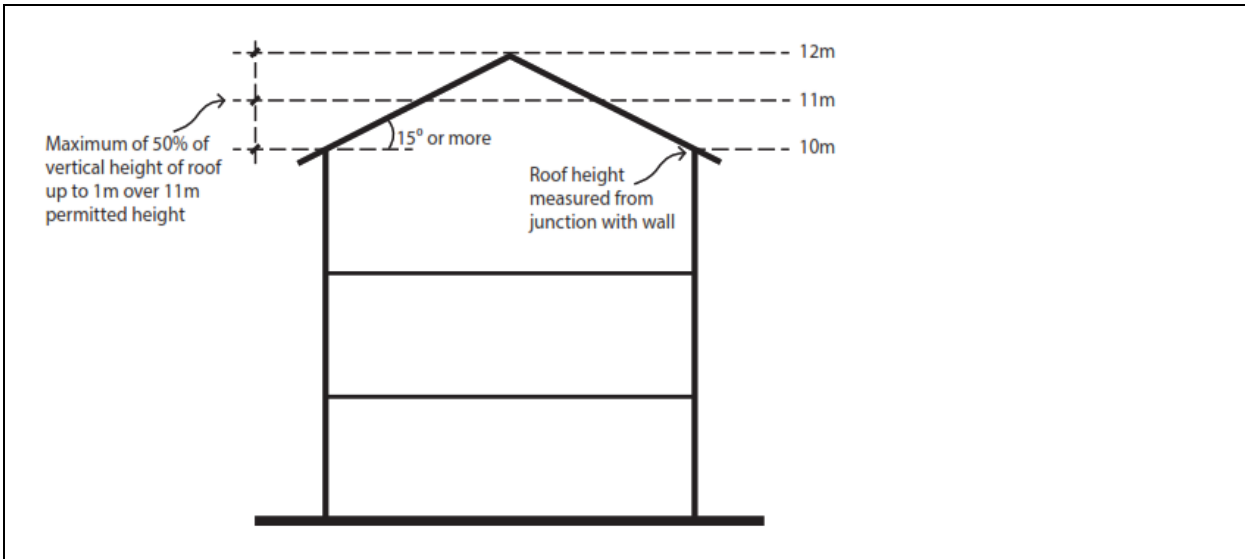 12m
11m
Maximum of 50% of
vertical height of roof
up to 1m over 11m
permitted height
15° or more
10m
Roof height
measured from
junction with wall